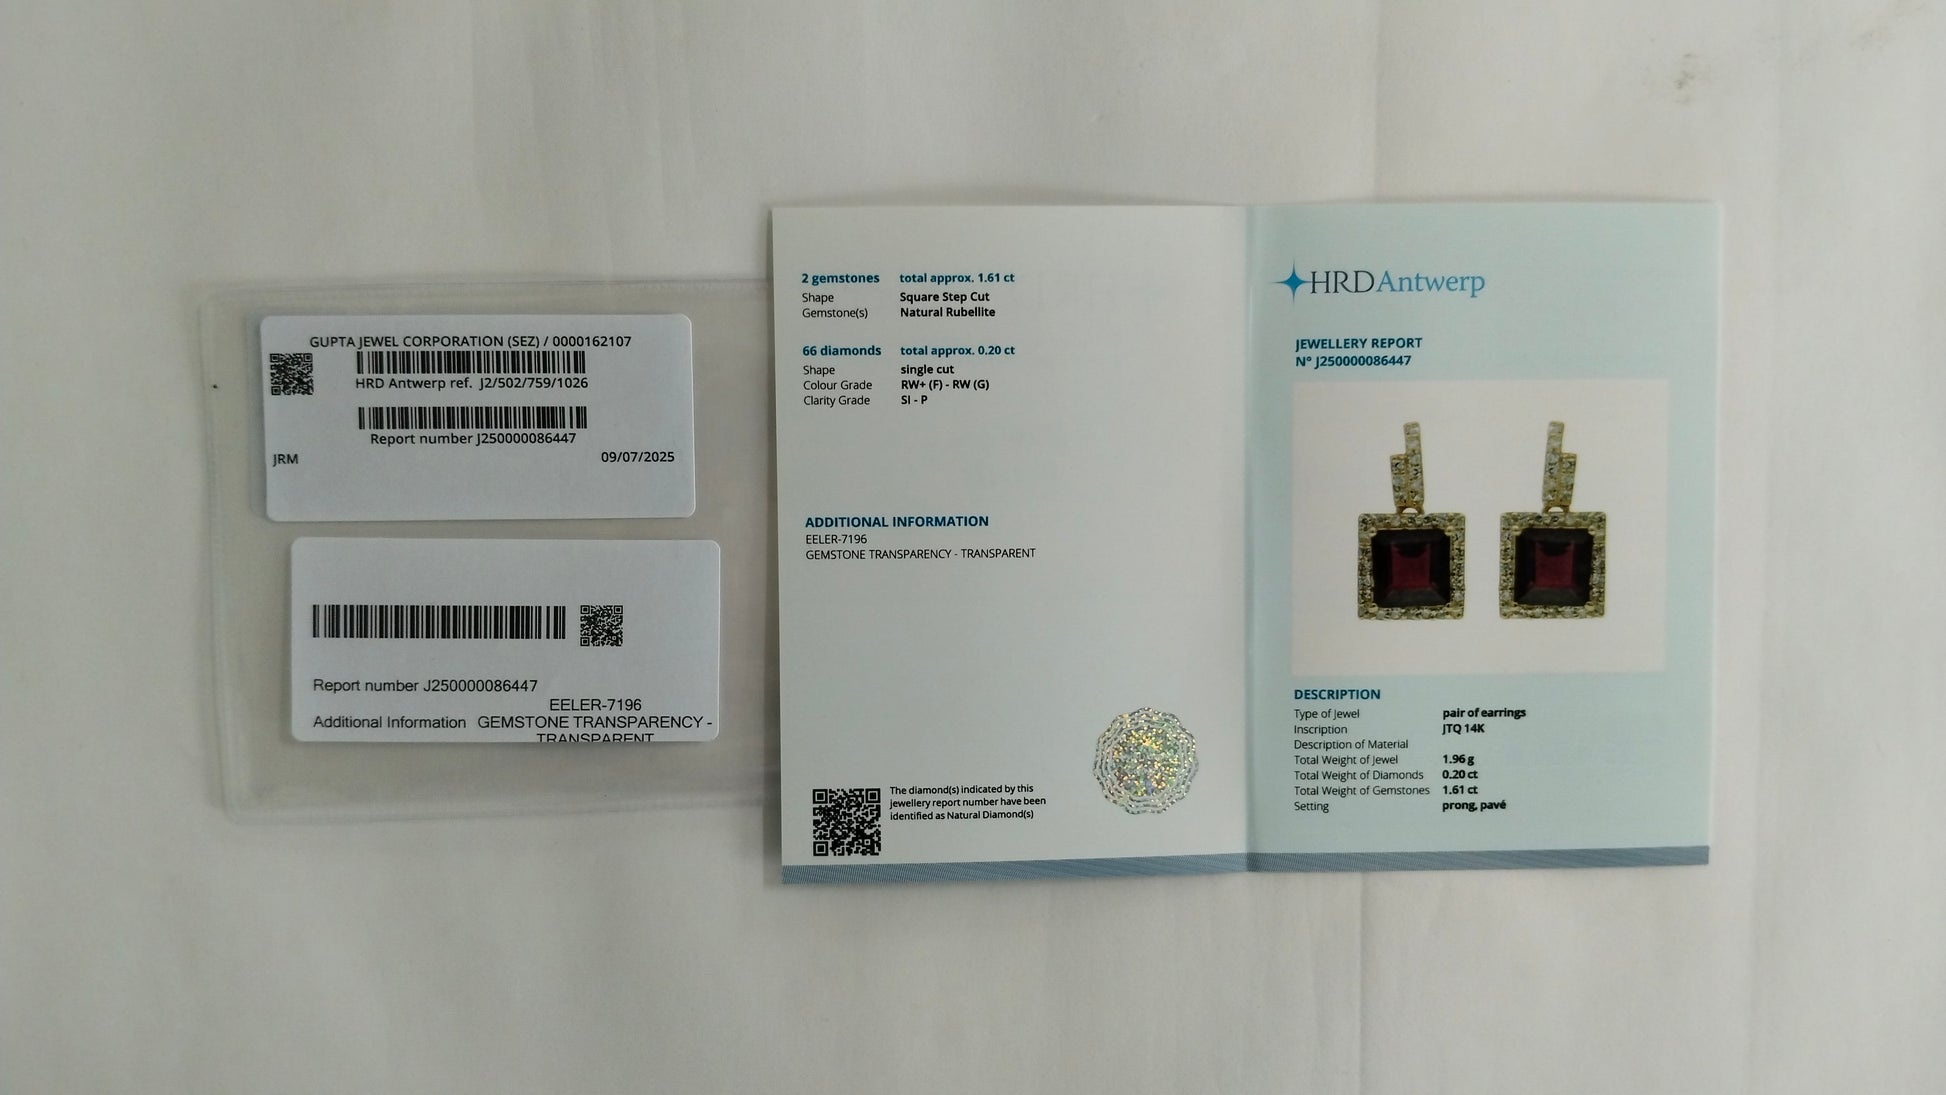 GUPTA JEWEL CORPORATION (SEZ) / 0000162107
HRD Antwerp ref. J2/502/759/1026
Report number J250000086447
JRM
09/07/2025
Report number J250000086447
EELER-7196
Additional Information GEMSTONE TRANSPARENCY -
TRANSPARENT
2 gemstones total approx. 1.61 ct
Shape Square Step Cut
Gemstone(s) Natural Rubellite
66 diamonds total approx. 0.20 ct
Shape single cut
Colour Grade RW+ (F) - RW (G)
Clarity Grade SI - P
ADDITIONAL INFORMATION
EELER-7196
GEMSTONE TRANSPARENCY - TRANSPARENT
The diamond(s) indicated by this
jewellery report number have been
identified as Natural Diamond(s)
HRD Antwerp
JEWELLERY REPORT
N° J250000086447
DESCRIPTION
Type of Jewel pair of earrings
Inscription JTQ 14K
Description of Material
Total Weight of Jewel 1.96 g
Total Weight of Diamonds 0.20 ct
Total Weight of Gemstones 1.61 ct
Setting prong, pavé